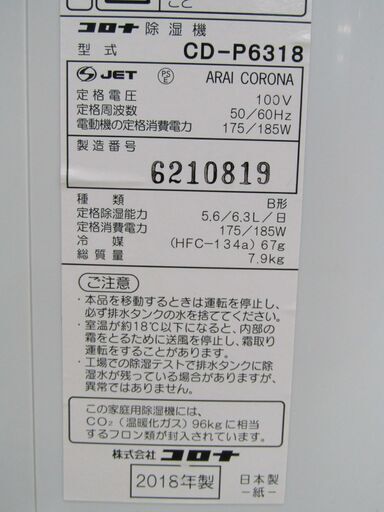 コロナ除湿機
型式 CD-P6318
JET PS E ARAI CORONA
定格電圧 100V
定格周波数 50/60Hz
電動機の定格消費電力 175/185W
製造番号
6210819
種類 B形
定格除湿能力 5.6/6.3L/日
定格消費電力 175/185W
冷媒 (HFC-134a) 67g
総質量 7.9kg
ご注意
・本品を移動するときは運転を停止し、
必ず排水タンクの水を捨ててください。
・室温が約18℃以下になると、内部の
霜をとるために送風を停止し、霜取り
運転をすることがあります。
・工場での除湿テストで排水タンクに除
湿水が残っている場合がありますが、
異常ではありません。
この家庭用除湿機には、
CO₂（温暖化ガス）96kgに相当
するフロン類が封入されています。
株式会社 コロナ
2018年製
日本製
－紙－